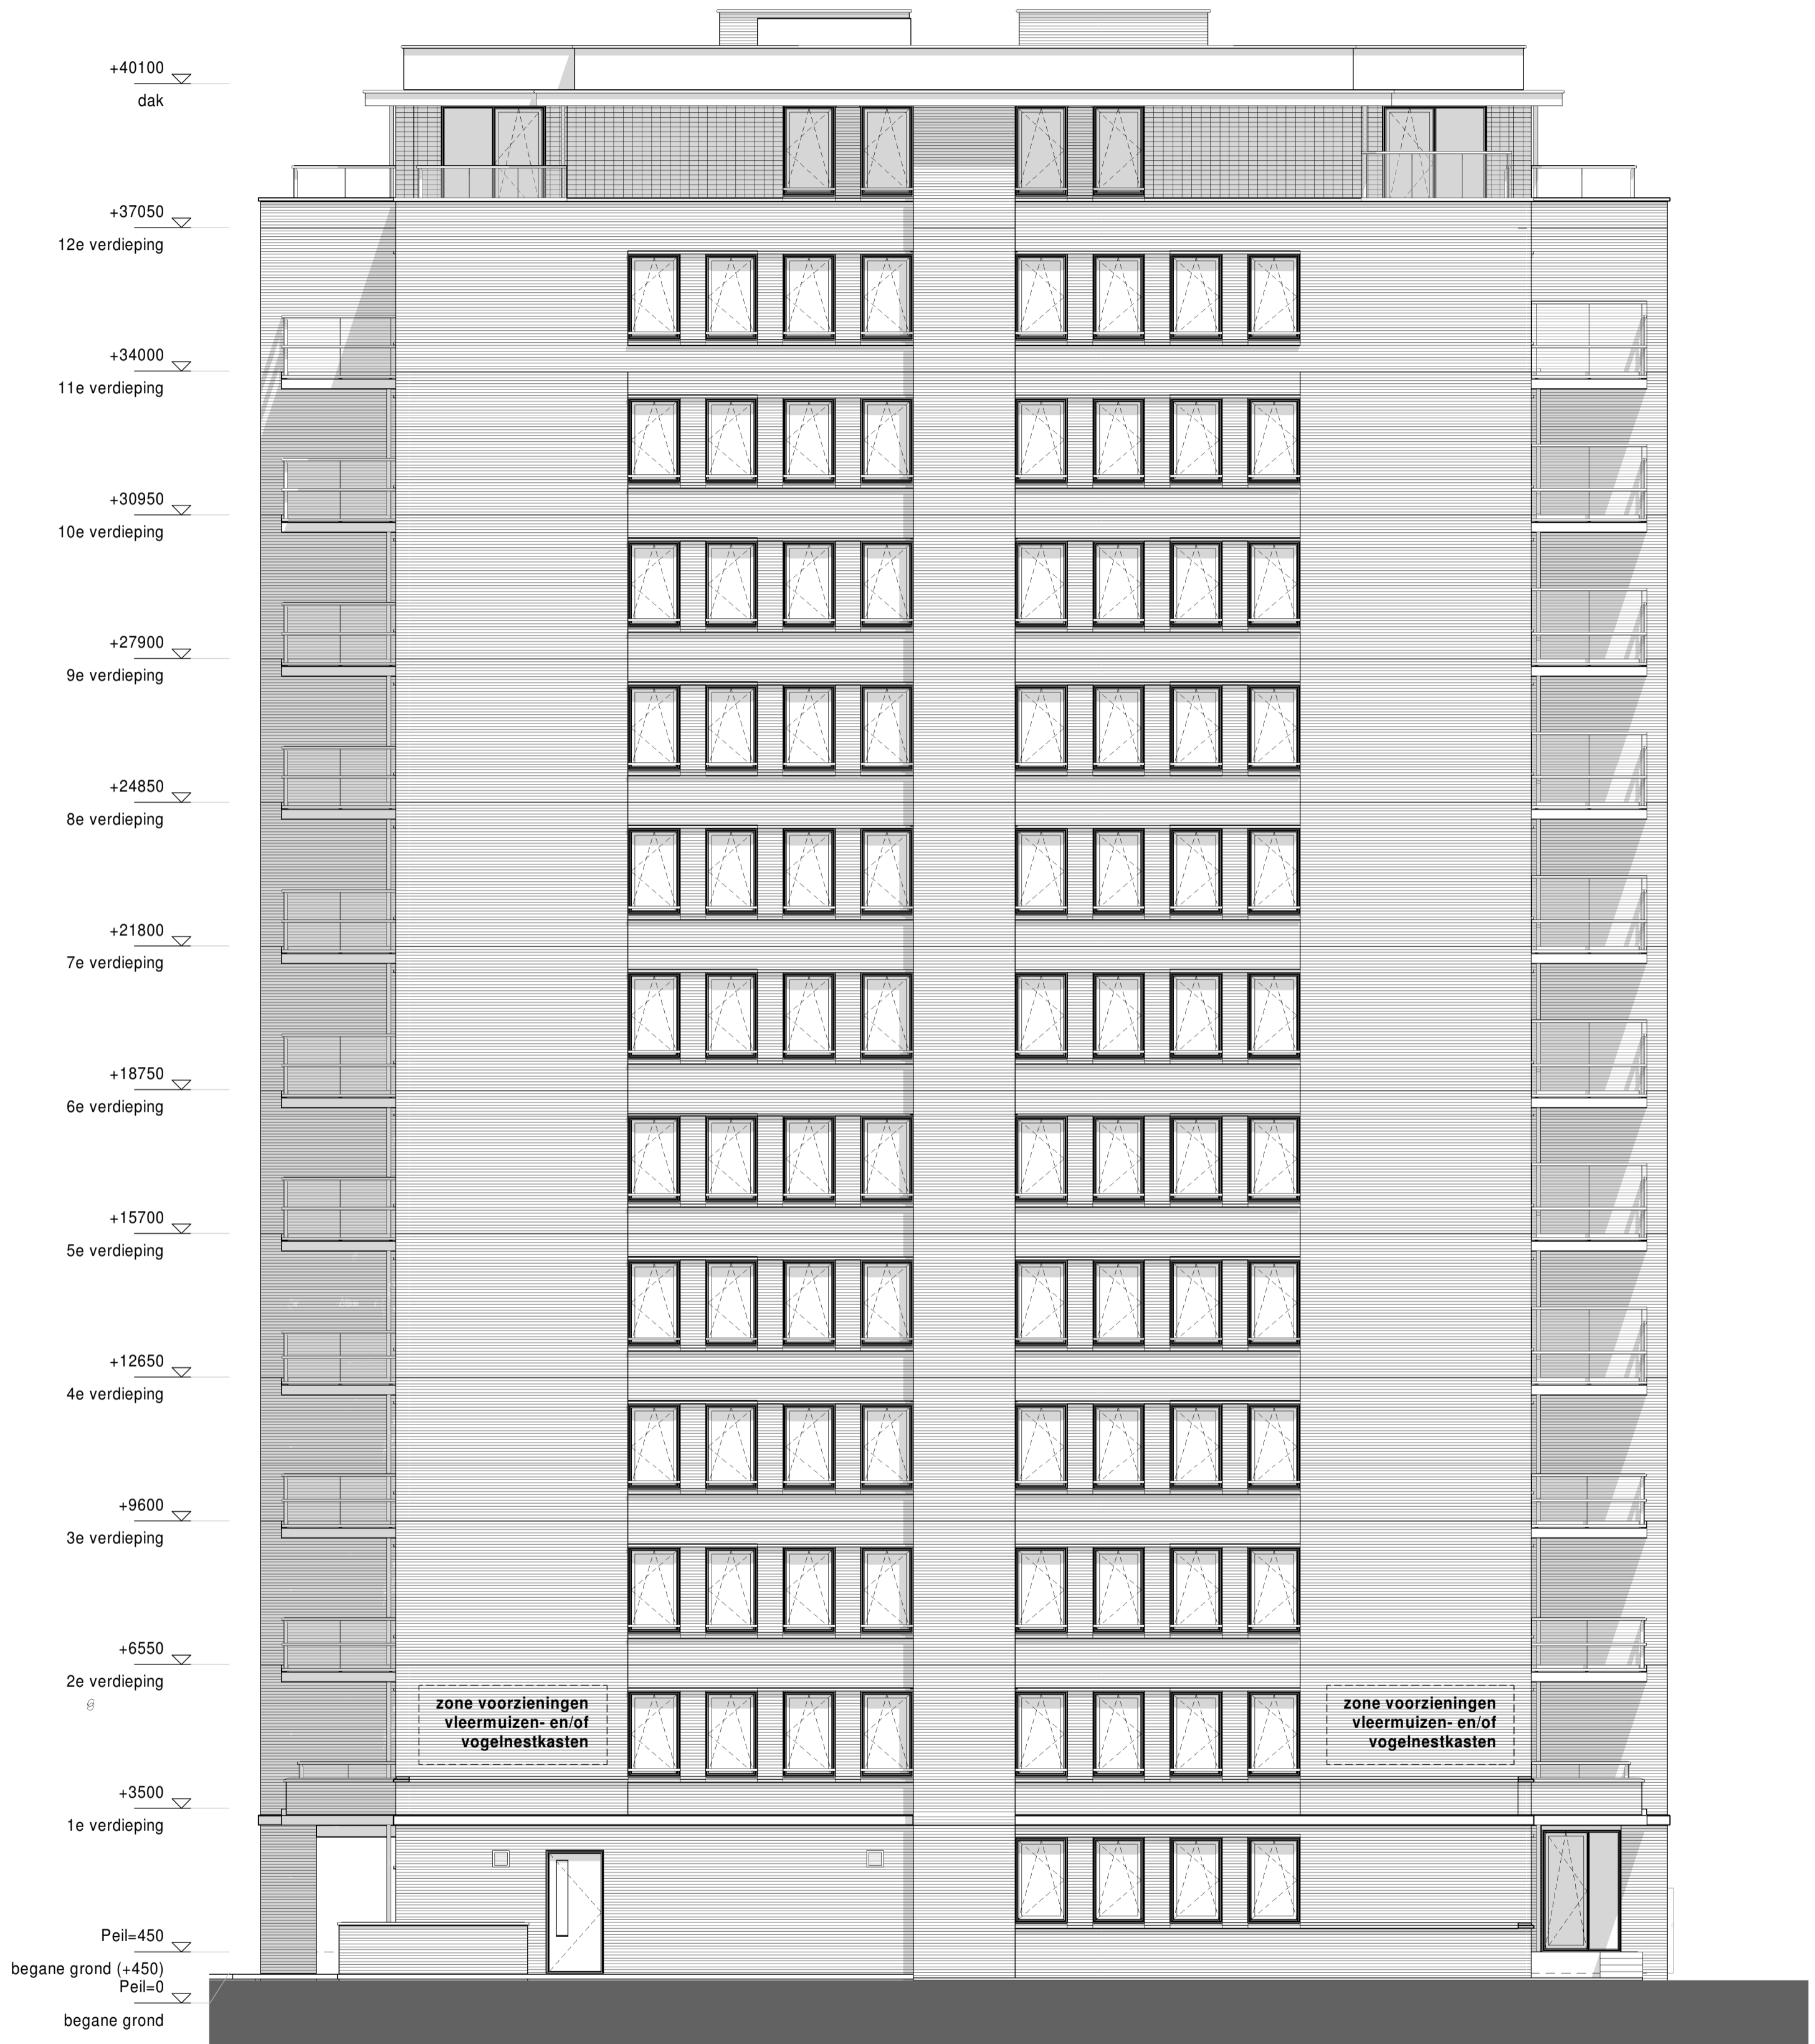 +40100
dak
+37050
12e verdieping
+34000
11e verdieping
+30950
10e verdieping
+27900
9e verdieping
+24850
8e verdieping
+21800
7e verdieping
+18750
6e verdieping
+15700
5e verdieping
+12650
4e verdieping
+9600
3e verdieping
+6550
2e verdieping
zone voorzieningen
vleermuizen- en/of
vogelnestkasten
zone voorzieningen
vleermuizen- en/of
vogelnestkasten
+3500
1e verdieping
Peil=450
begane grond (+450)
Peil=0
begane grond